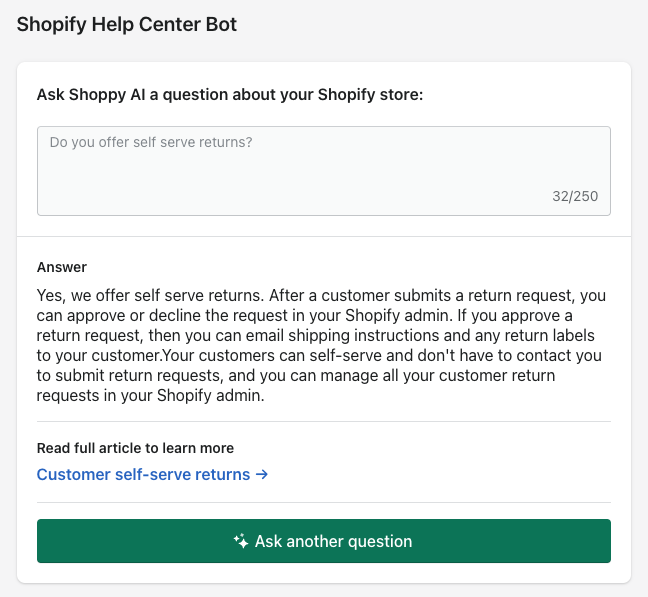 Shopify Help Center Bot
Ask Shoppy AI a question about your Shopify store:
Do you offer self serve returns?
32/250
Answer
Yes, we offer self serve returns. After a customer submits a return request, you
can approve or decline the request in your Shopify admin. If you approve a
return request, then you can email shipping instructions and any return labels
to your customer.Your customers can self-serve and don't have to contact you
to submit return requests, and you can manage all your customer return
requests in your Shopify admin.
Read full article to learn more
Customer self-serve returns →
Ask another question